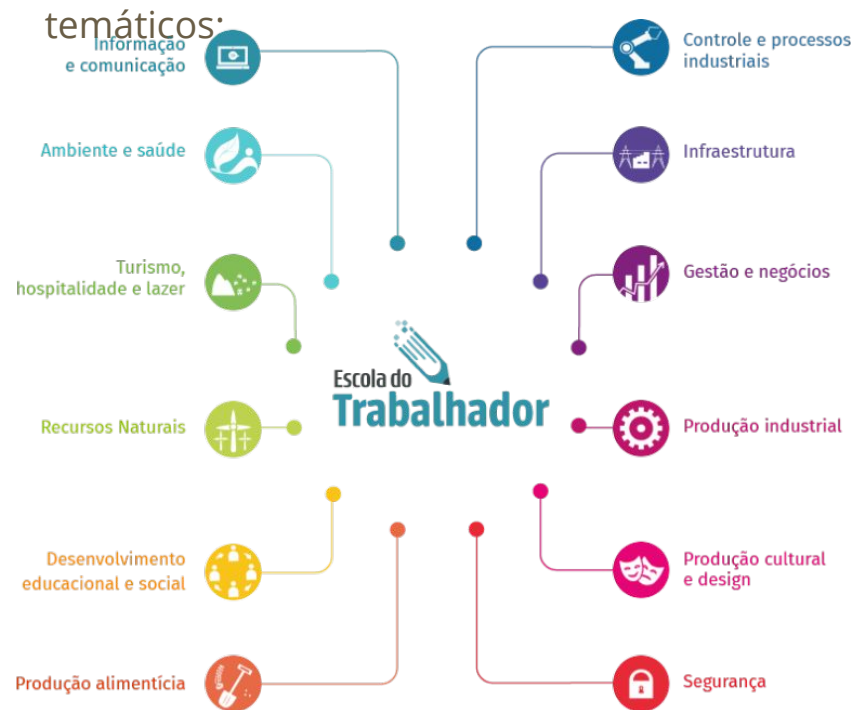 temáticos:
Informação
e comunicação
Ambiente e saúde
Turismo,
hospitalidade e lazer
Recursos Naturais
Desenvolvimento
educacional e social
Produção alimentícia
Escola do
Trabalhador
Controle e processos
industriais
Infraestrutura
Gestão e negócios
Produção industrial
Produção cultural
e design
Segurança